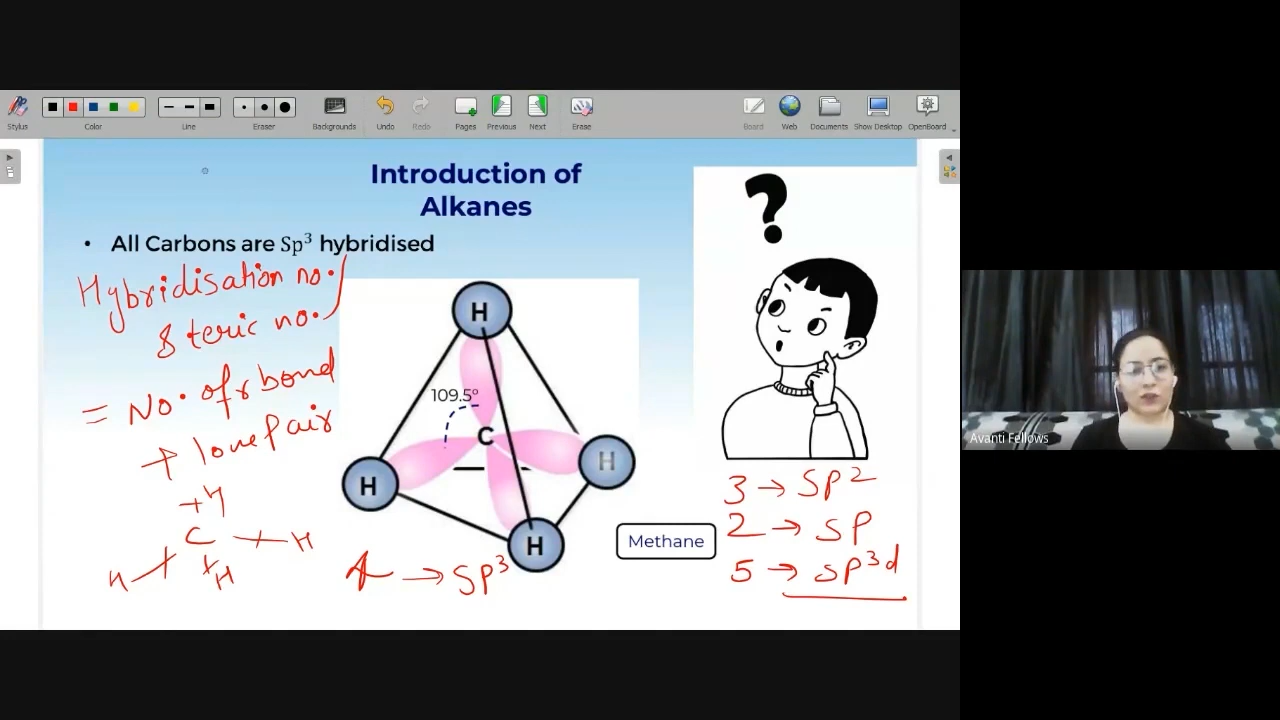 Stylus
Color
Line
Eraser
Backgrounds
Undo
Redo
Pages
Previous
Next
Erase
Board
Web
Documents
Show Desktop
OpenBoard
Introduction of
Alkanes
• All Carbons are Sp³ hybridised
Hybridisation no./
Steric no.
= No. of σ bond
+ lone Pair
H
C
H
H
H
H
109.5°
C
H
H
H
4 → Sp³
Methane
?
3 → SP²
2 → SP
5 → SP³d
Avanti Fellows